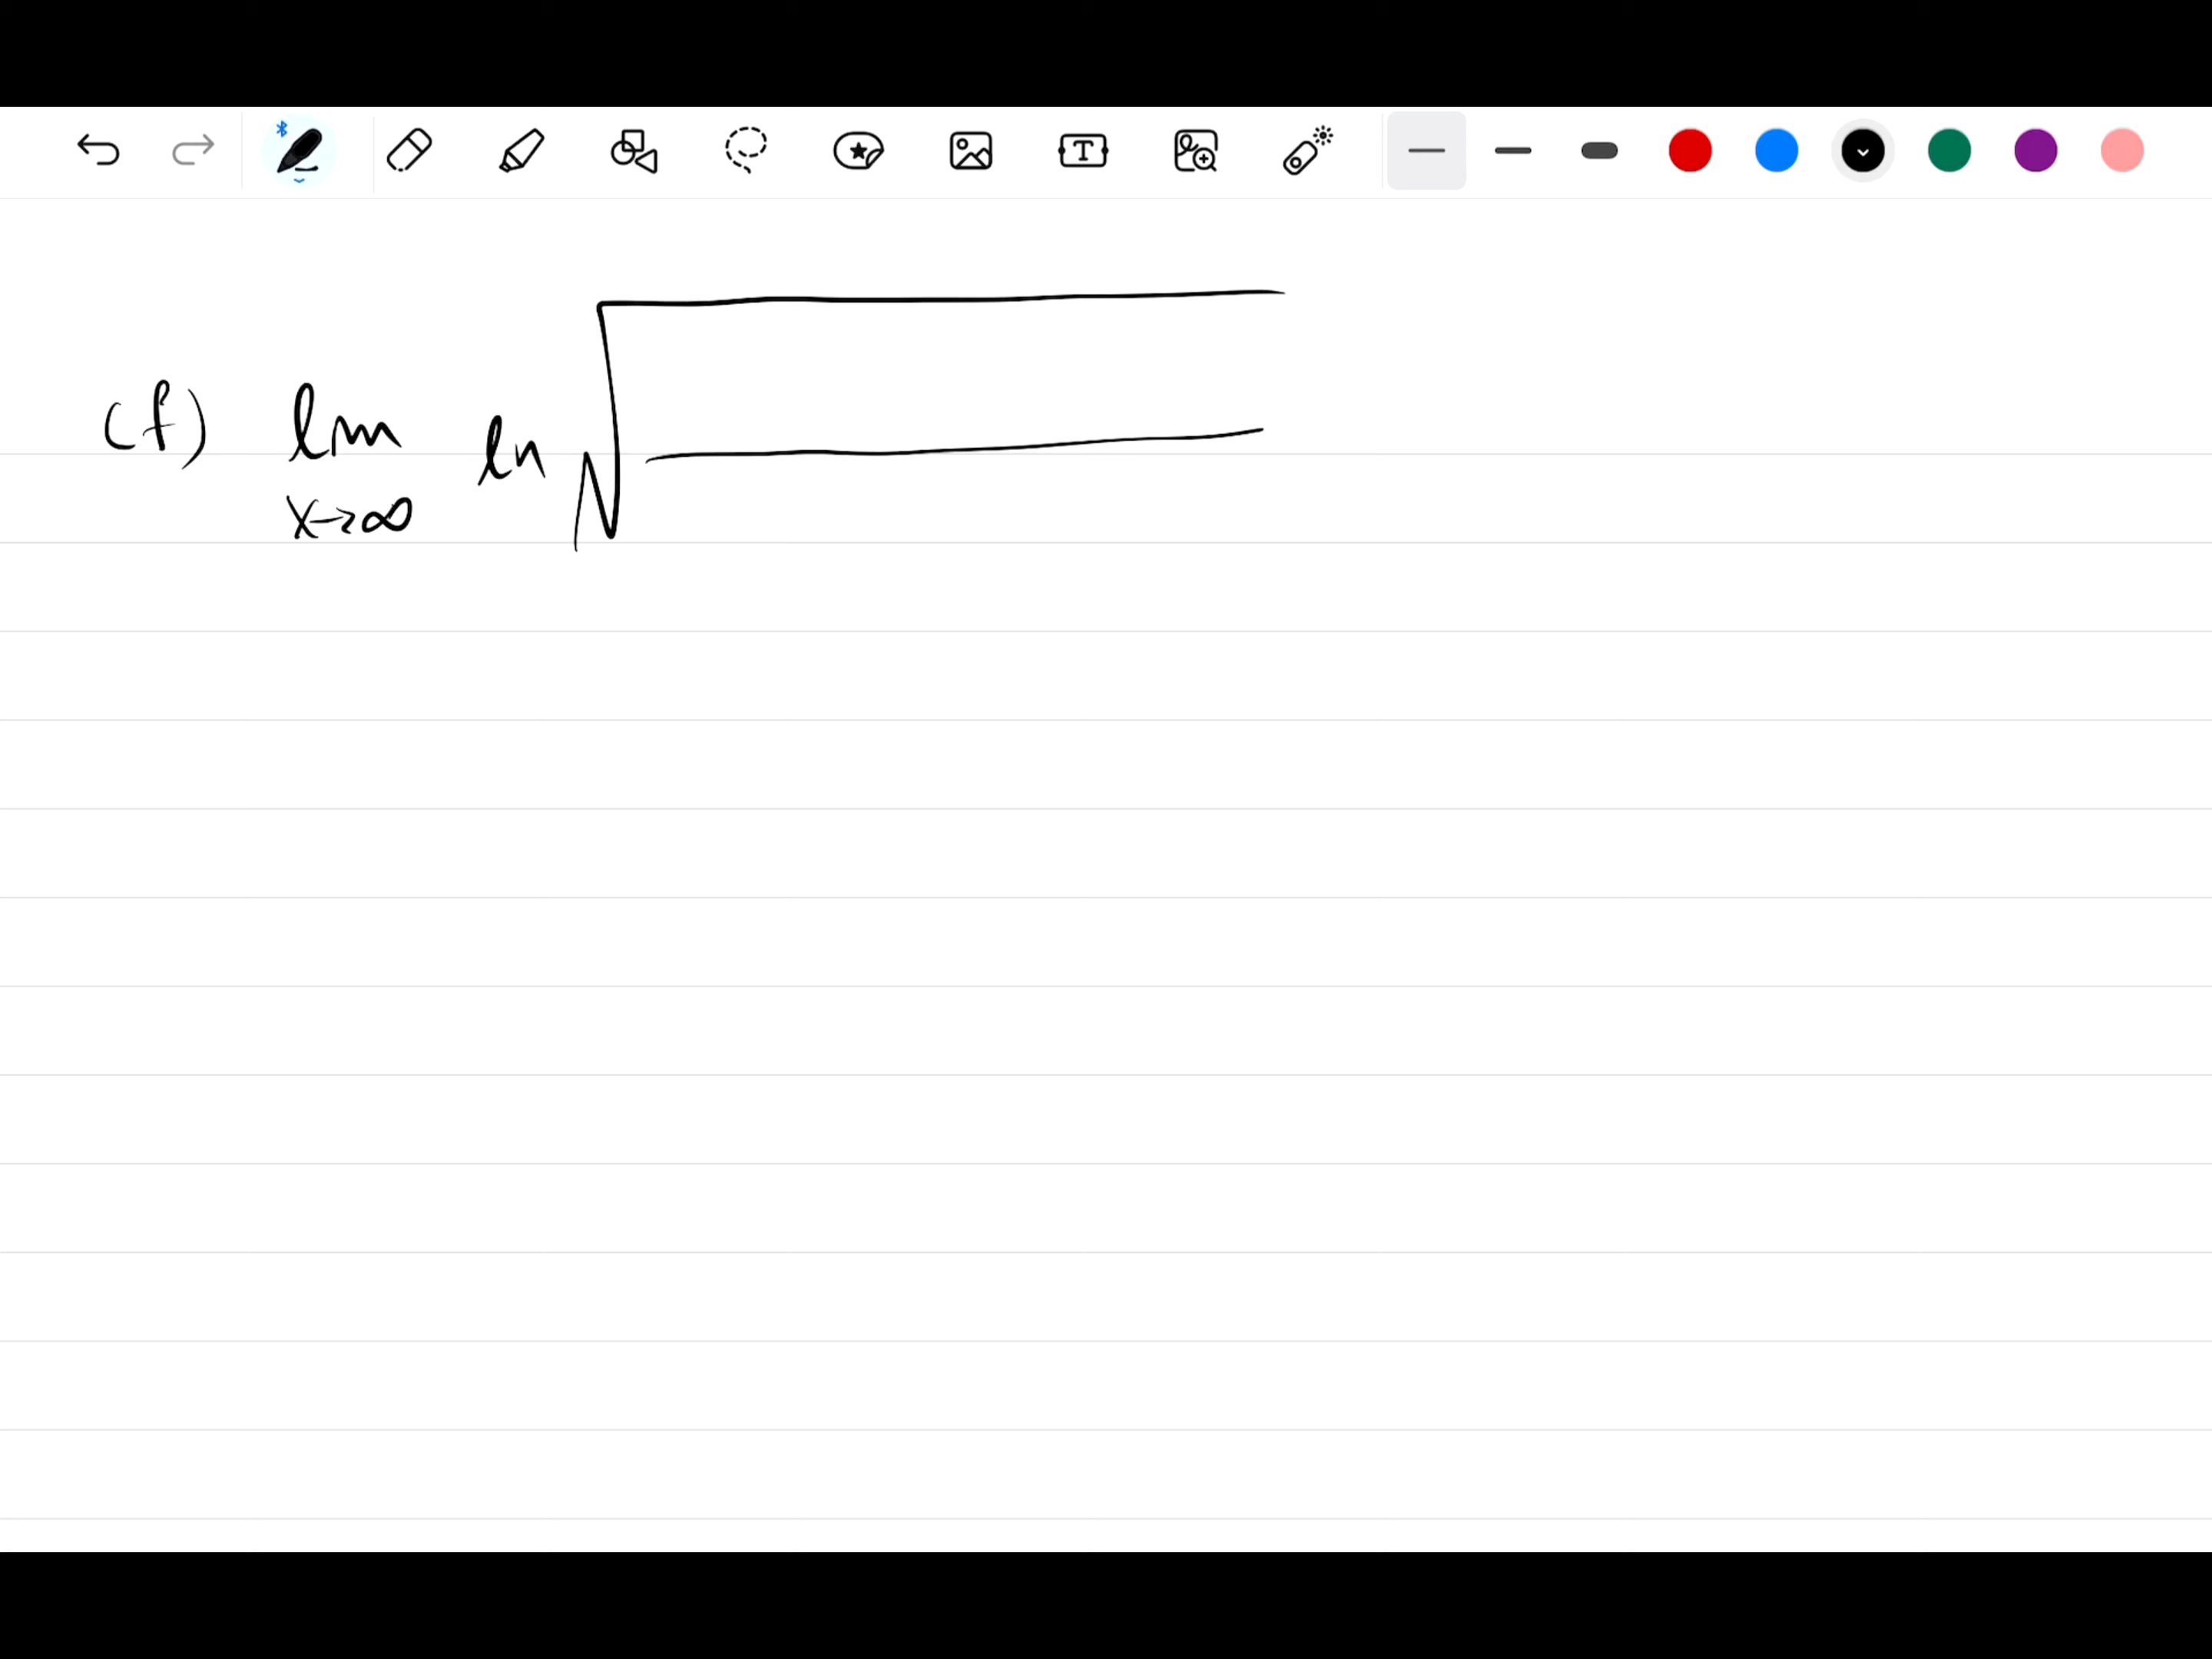 (f) lim ln √
x→∞